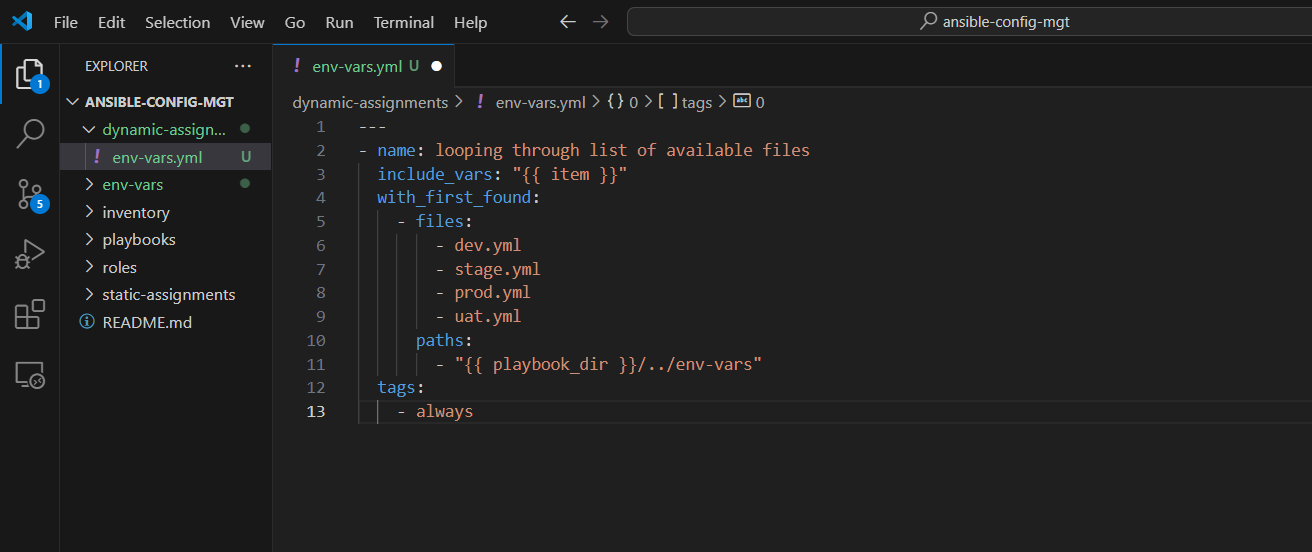 File Edit Selection View Go Run Terminal Help
ansible-config-mgt
EXPLORER
1
ANSIBLE-CONFIG-MGT
dynamic-assign...
! env-vars.yml U
env-vars
5
inventory
playbooks
roles
static-assignments
README.md
! env-vars.yml U
dynamic-assignments > ! env-vars.yml > {} 0 > [ ] tags > abc 0
1 ---
2 - name: looping through list of available files
3 include_vars: "{{ item }}"
4 with_first_found:
5 - files:
6 - dev.yml
7 - stage.yml
8 - prod.yml
9 - uat.yml
10 paths:
11 - "{{ playbook_dir }}/../env-vars"
12 tags:
13 - always